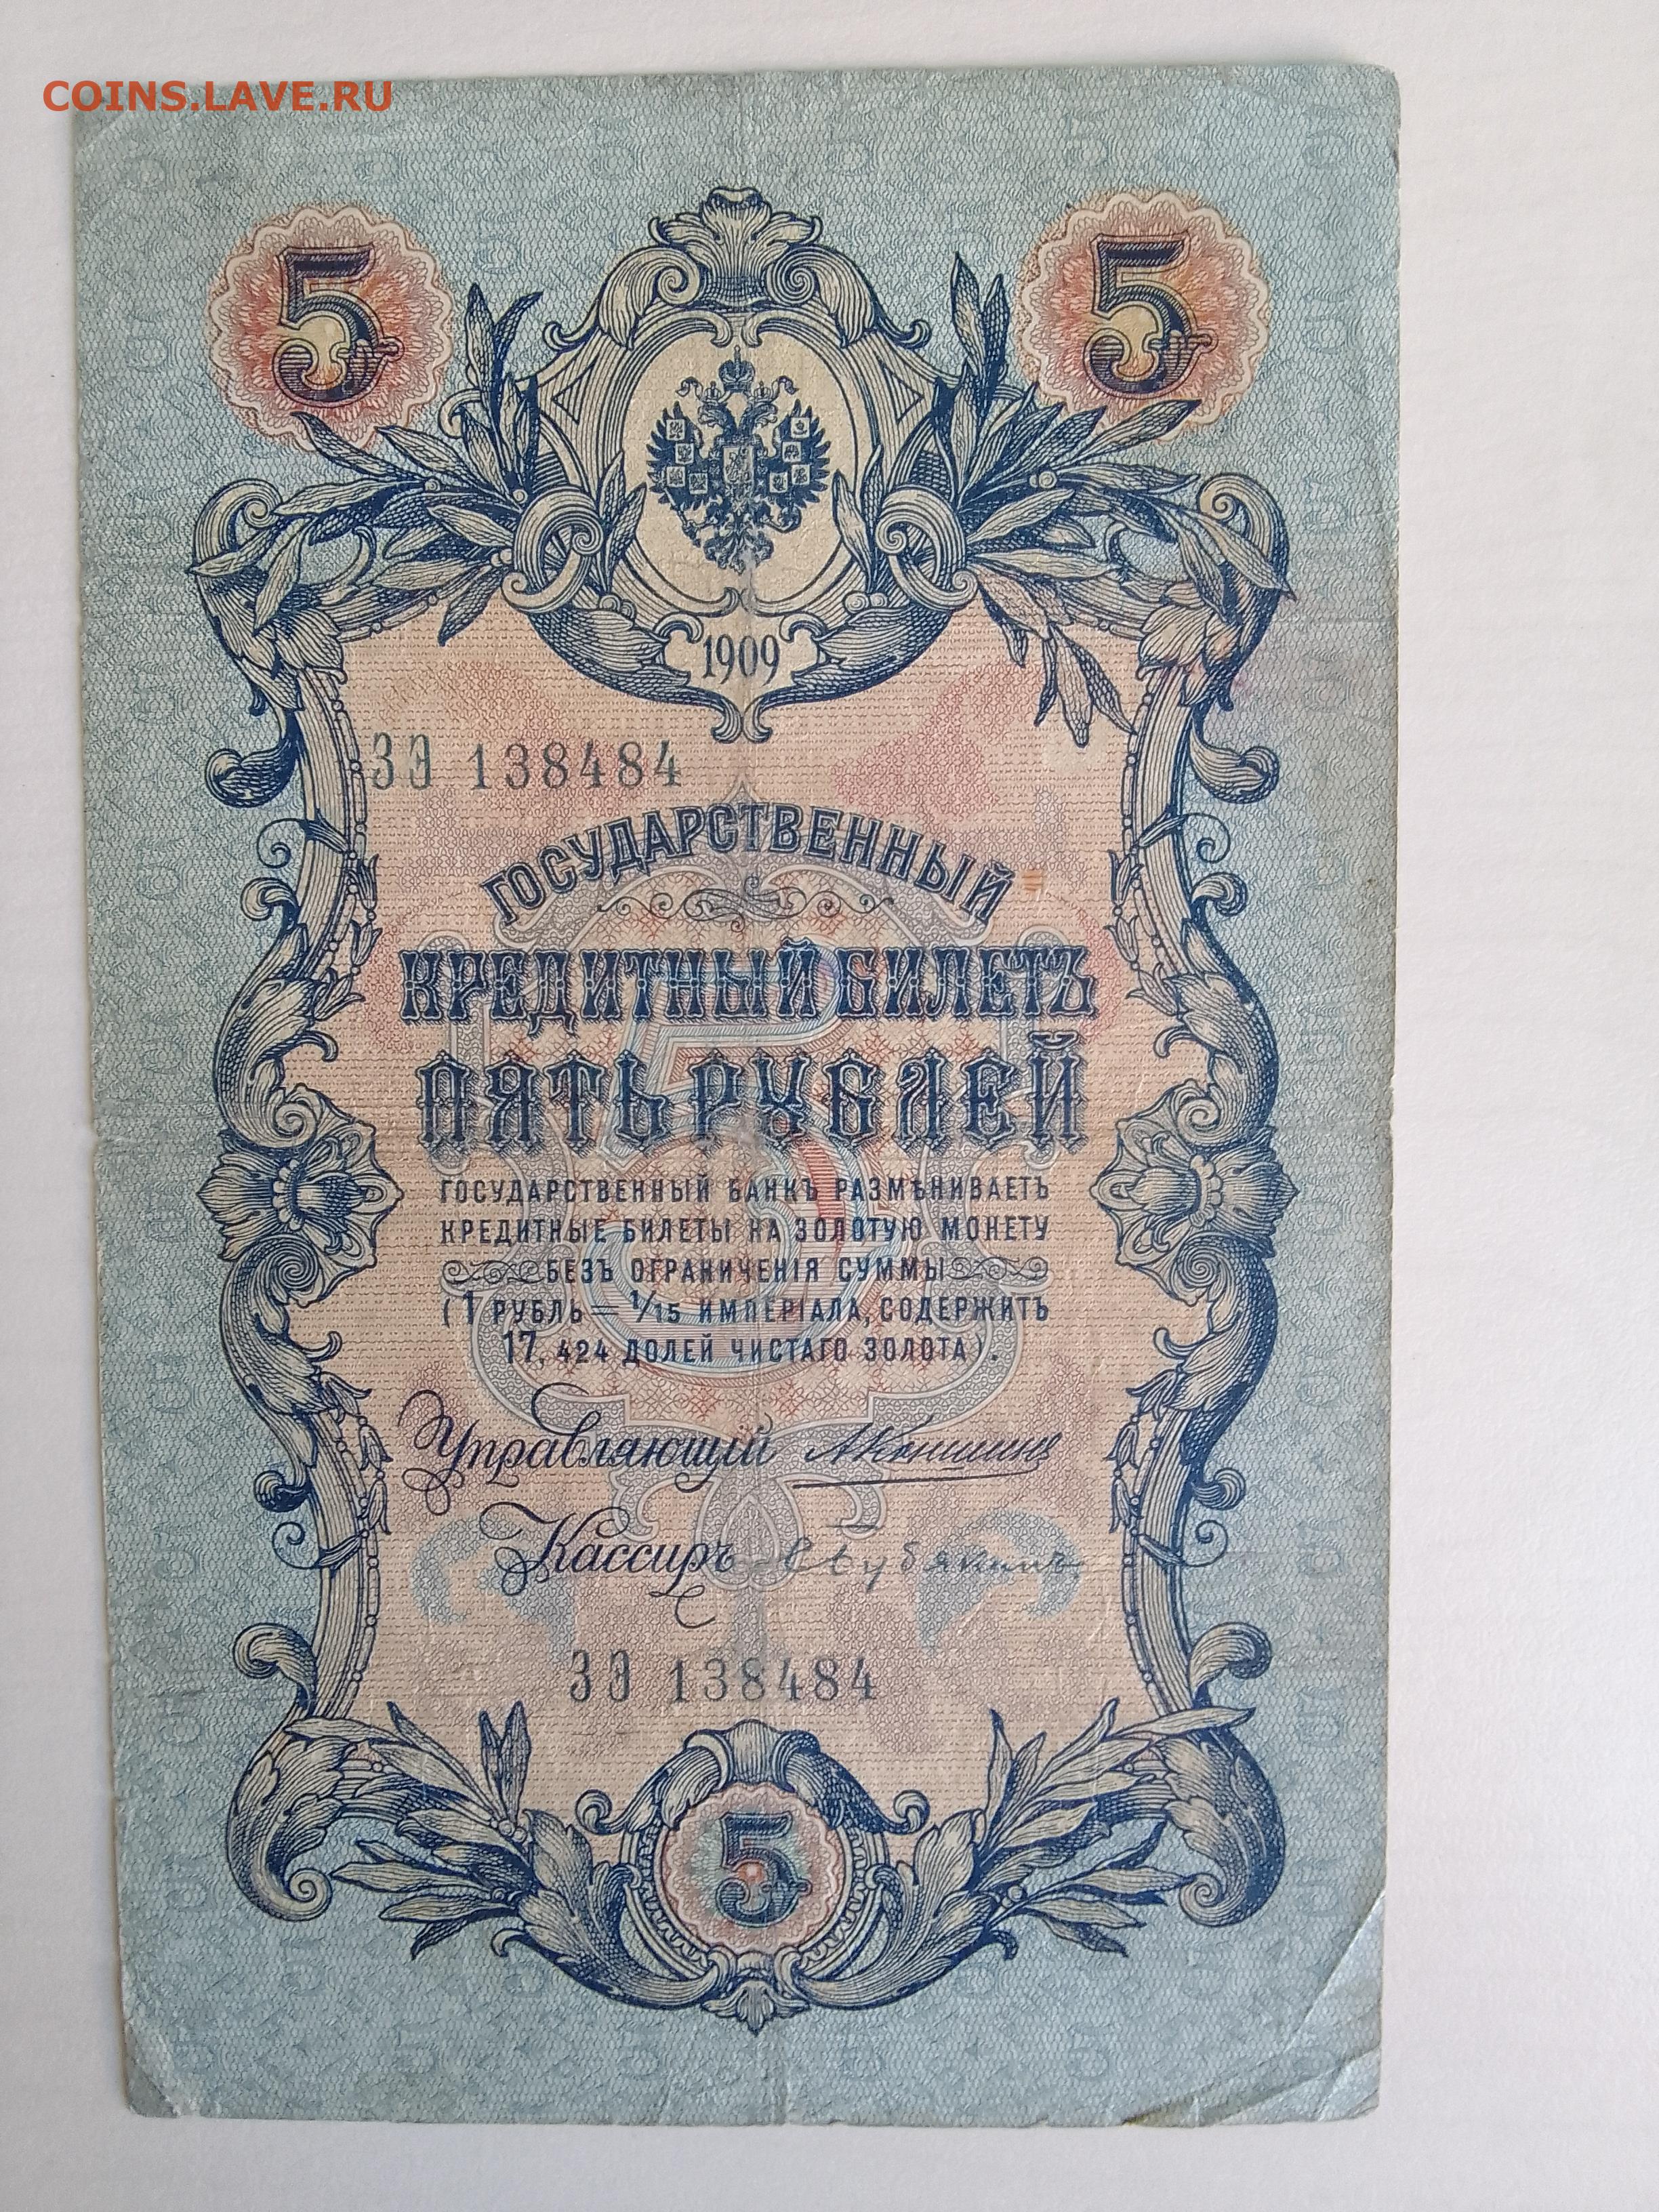 COINS.LAVE.RU
5 5
1909
ЗЭ 138484
ГОСУДАРСТВЕННЫЙ
КРЕДИТНЫЙ БИЛЕТЪ
ПЯТЬ РУБЛЕЙ
ГОСУДАРСТВЕННЫЙ БАНКЪ РАЗМѢНИВАЕТЪ
КРЕДИТНЫЕ БИЛЕТЫ НА ЗОЛОТУЮ МОНЕТУ
БЕЗЪ ОГРАНИЧЕНІЯ СУММЫ
(1 РУБЛЬ = 1/15 ИМПЕРІАЛА, СОДЕРЖИТЪ
17, 424 ДОЛЕЙ ЧИСТАГО ЗОЛОТА).
Управляющій АКоншинъ
Кассиръ
ЗЭ 138484
5